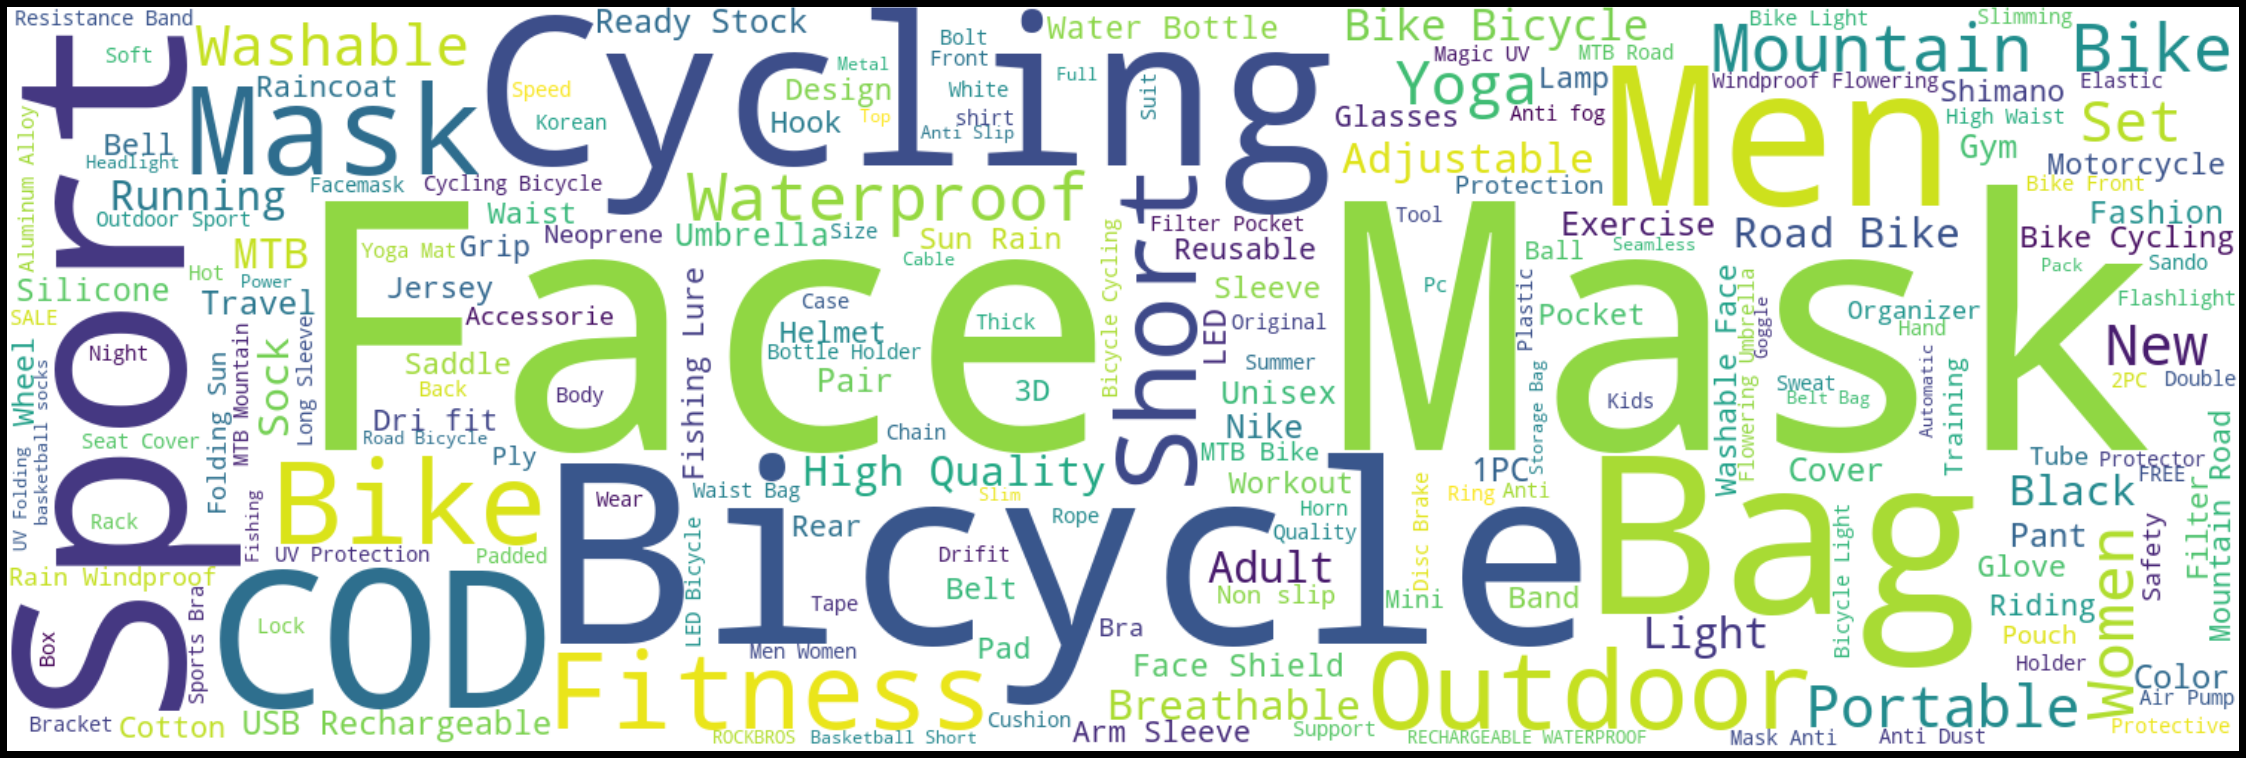 Resistance Band
Soft
Washable
Cycling
Ready Stock
Bolt
Front
Water Bottle
Bike Bicycle
Bike Light
Slimming
Mountain Bike
Magic UV
MTB Road
Metal
Full
Raincoat
Mask
Speed
Design
White
Suit
Yoga
Lamp
Men
Windproof Flowering
Shimano
Elastic
Sport
Aluminum Alloy
Bell
Headlight
Korean
Hook
Top
shirt
Anti Slip
Glasses
Anti fog
High Waist
Set
Gym
Running
Facemask
Cycling Bicycle
Waterproof
Short
Adjustable
Protection
Motorcycle
Bike Front
Outdoor Sport
Waist
Face Mask
Filter Pocket
Tool
Exercise
Road Bike
Fashion
MTB
Yoga Mat
Grip
Neoprene
Umbrella
Size
Sun Rain
Reusable
Ball
Seamless
Bike Cycling
Hot
Power
Cable
Bicycle Cycling
Pack
Sando
Silicone
Travel
Jersey
Case
Sleeve
Pc
Plastic
Pocket
Washable Face
Flowering Umbrella
Goggle
Organizer
Hand
Flashlight
SALE
Accessorie
Fishing Lure
Helmet
Thick
LED
Original
New
Wheel
Night
MTB Mountain
Sock
Long Sleeve
Saddle
Bottle Holder
Summer
Automatic
Folding Sun
Back
Body
Pair
3D
Unisex
Storage Bag
Kids
Sweat
Belt Bag
Training
2PC
Double
basketball socks
UV Folding
Seat Cover
Dri fit
Road Bicycle
Chain
Nike
Ply
MTB Bike
High Quality
1PC
Cover
Tube
Protector
FREE
Mountain Road
Bike
Bicycle
Wear
Waist Bag
Slim
Workout
Disc Brake
Ring
Anti
Bag
Black
Filter
Rack
Fishing
Rear
Rope
Horn
Quality
Bicycle Light
Pant
Women
Safety
UV Protection
Padded
LED Bicycle
Drifit
Adult
Rain Windproof
COD
Belt
Non slip
Mini
Band
Glove
Sports Bra
Tape
Riding
Box
Lock
Bra
Light
Pouch
Men Women
Pad
Face Shield
Holder
Fitness
Outdoor
Color
Bracket
Cotton
USB Rechargeable
Cushion
Breathable
Portable
Air Pump
ROCKBROS
Basketball Short
Arm Sleeve
Support
RECHARGEABLE WATERPROOF
Mask Anti
Anti Dust
Protective